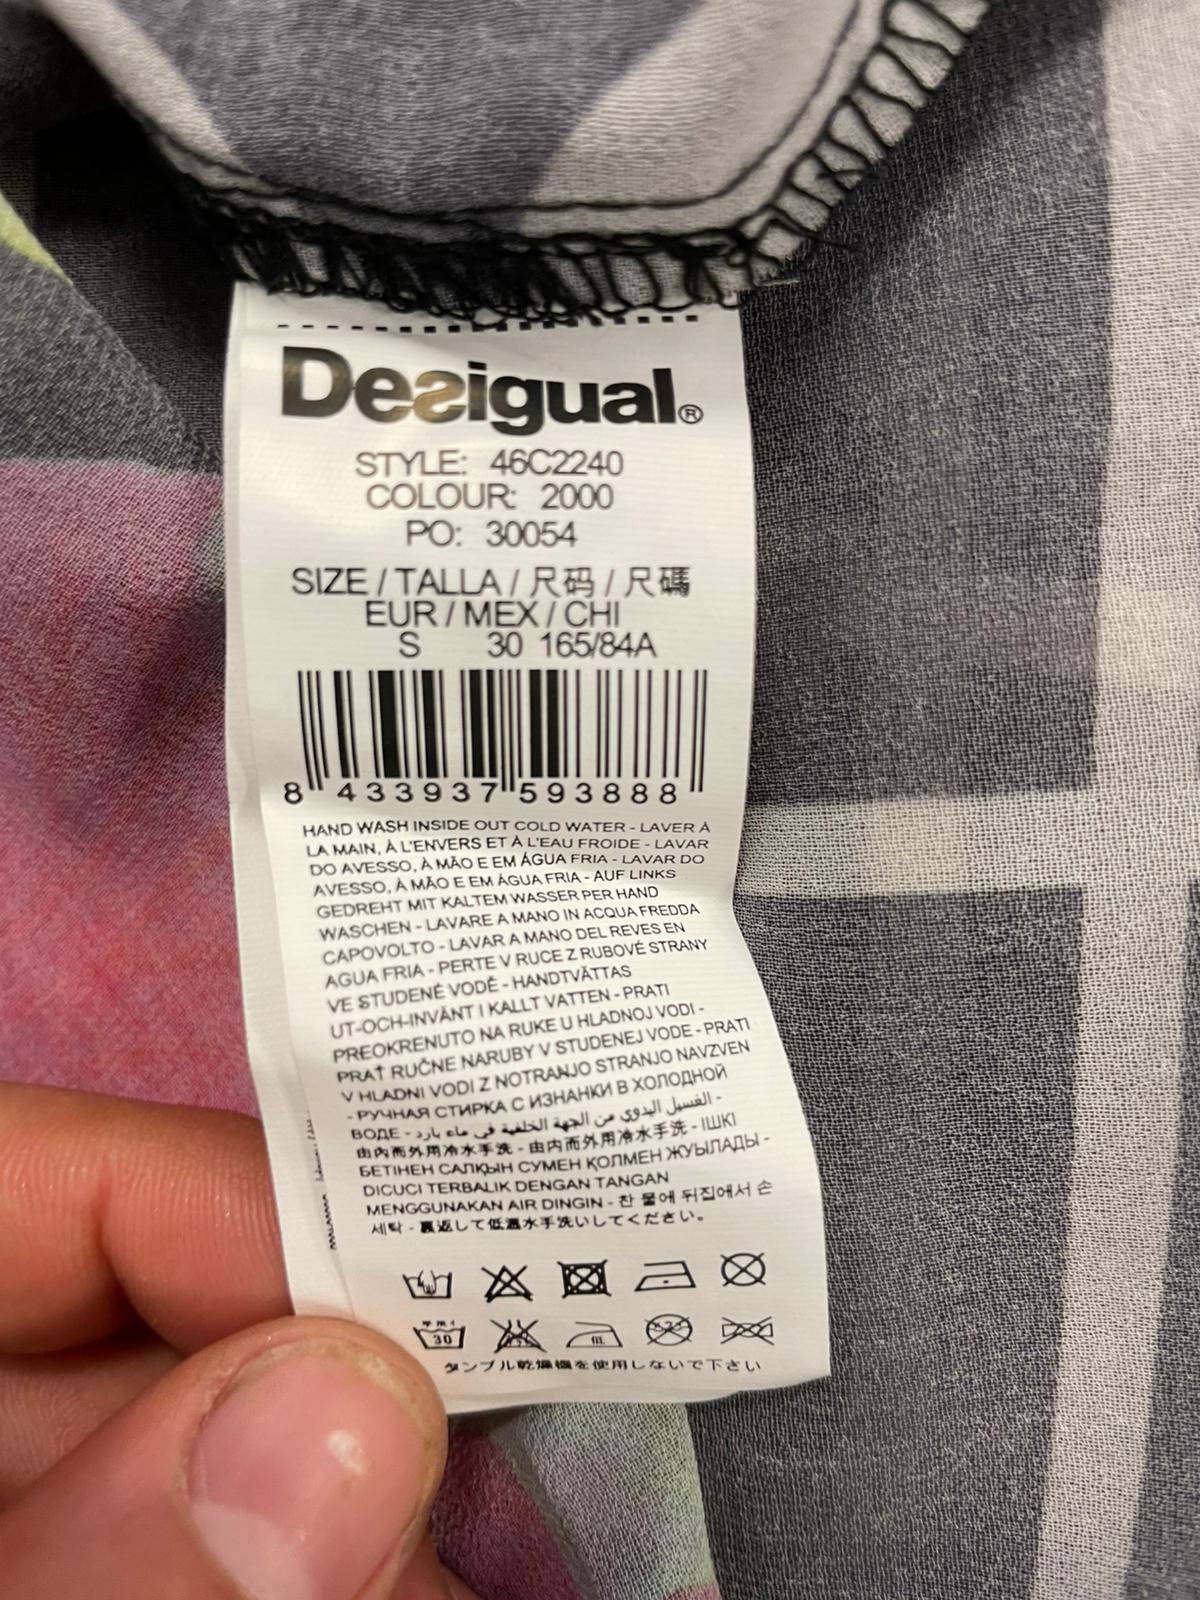 Desigual®
STYLE: 46C2240
COLOUR: 2000
PO: 30054
SIZE / TALLA / 尺码 / 尺碼
EUR / MEX / CHI
S 30 165/84A
8 433937 593888
HAND WASH INSIDE OUT COLD WATER - LAVER À
LA MAIN, À L'ENVERS ET À L'EAU FROIDE - LAVAR
DO AVESSO, À MÃO E EM ÁGUA FRIA - LAVAR DO
AVESSO, À MÃO E EM ÁGUA FRIA - AUF LINKS
GEDREHT MIT KALTEM WASSER PER HAND
WASCHEN - LAVARE A MANO IN ACQUA FREDDA
CAPOVOLTO - LAVAR A MANO DEL REVES EN
AGUA FRIA - PERTE V RUCE Z RUBOVÉ STRANY
VE STUDENÉ VODĚ - HANDTVÄTTAS
UT-OCH-INVÄNT I KALLT VATTEN - PRATI
PREOKRENUTO NA RUKE U HLADNOJ VODI -
PRAŤ RUČNE NARUBY V STUDENEJ VODE - PRATI
V HLADNI VODI Z NOTRANJO STRANJO NAVZVEN
- РУЧНАЯ СТИРКА С ИЗНАНКИ В ХОЛОДНОЙ
ВОДЕ - الغسيل اليدوي من الجهة الخلفية في ماء بارد -
由内而外用冷水手洗 - 由內而外用冷水手洗 - ІШКІ
БЕТІНЕН САЛҚЫН СУМЕН ҚОЛМЕН ЖУЫЛАДЫ -
DICUCI TERBALIK DENGAN TANGAN
MENGGUNAKAN AIR DINGIN - 찬 물에 뒤집에서 손
세탁 - 裏返して低温水手洗いしてください。
30 低
タンブル乾燥機を使用しないで下さい